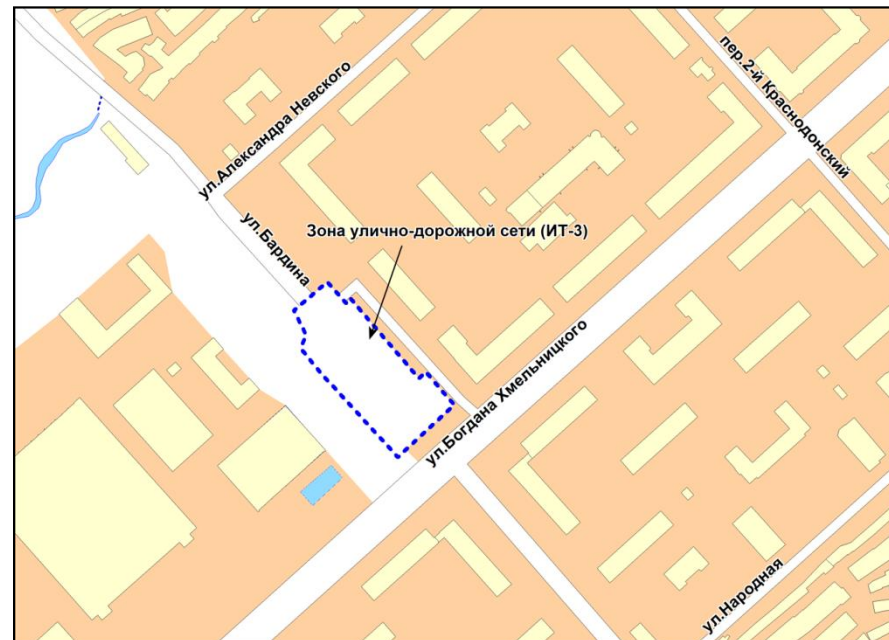 пер.2-й Краснодонский
ул.Александра Невского
ул.Бардина
Зона улично-дорожной сети (ИТ-3)
ул.Богдана Хмельницкого
ул.Народная